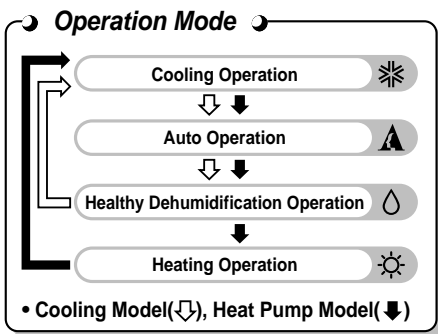 Operation Mode
Cooling Operation
Auto Operation
Healthy Dehumidification Operation
Heating Operation
• Cooling Model(⇩), Heat Pump Model(⬇)